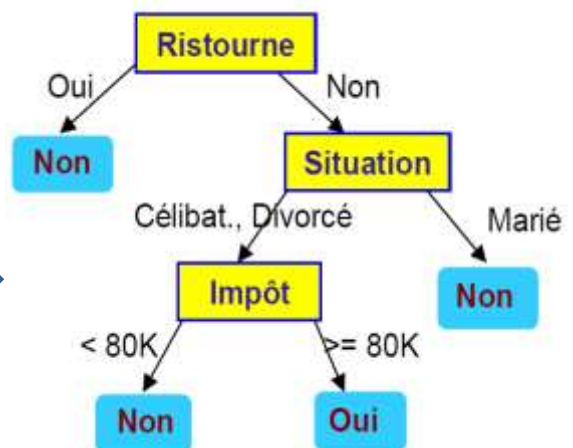 Ristourne
Oui
Non
Non
Situation
Célibat., Divorcé
Marié
Impôt
Non
< 80K
>= 80K
Non
Oui